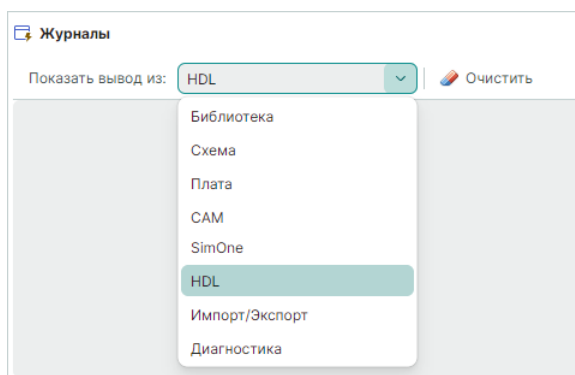 Журналы
Показать вывод из: HDL Очистить
Библиотека
Схема
Плата
CAM
SimOne
HDL
Импорт/Экспорт
Диагностика